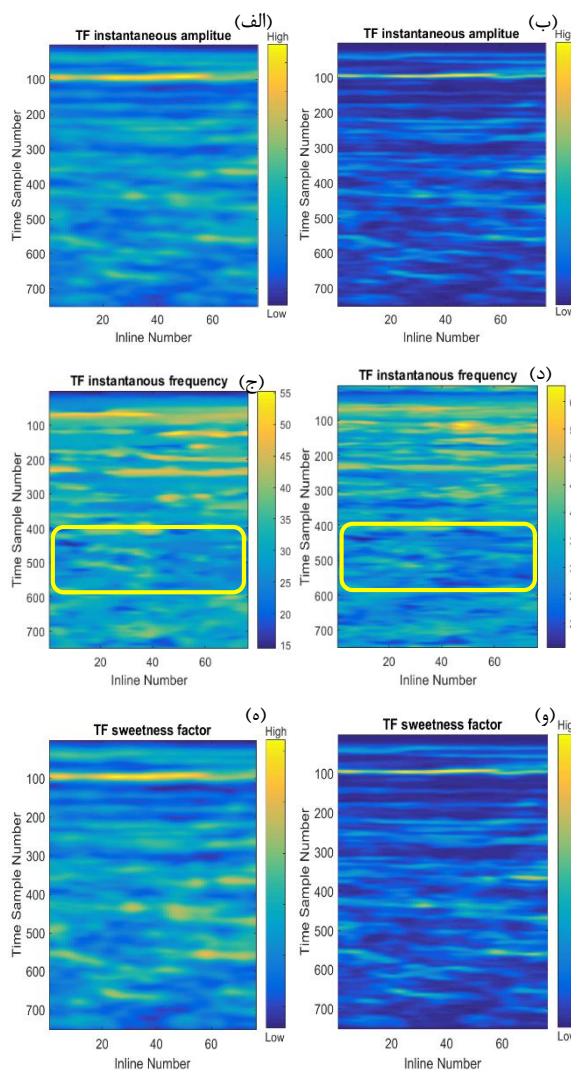 (الف)
TF instantaneous amplitue
High
100
200
300
400
500
600
700
Time Sample Number
20 40 60
Inline Number
Low
(ب)
TF instantaneous amplitue
High
100
200
300
400
500
600
700
Time Sample Number
20 40 60
Inline Number
Low
(ج)
TF instantanous frequency
100
200
300
400
500
600
700
Time Sample Number
20 40 60
Inline Number
55
50
45
40
35
30
25
20
15
(د)
TF instantanous frequency
100
200
300
400
500
600
700
Time Sample Number
20 40 60
Inline Number
(ه)
TF sweetness factor
High
100
200
300
400
500
600
700
Time Sample Number
20 40 60
Inline Number
Low
(و)
TF sweetness factor
High
100
200
300
400
500
600
700
Time Sample Number
20 40 60
Inline Number
Low